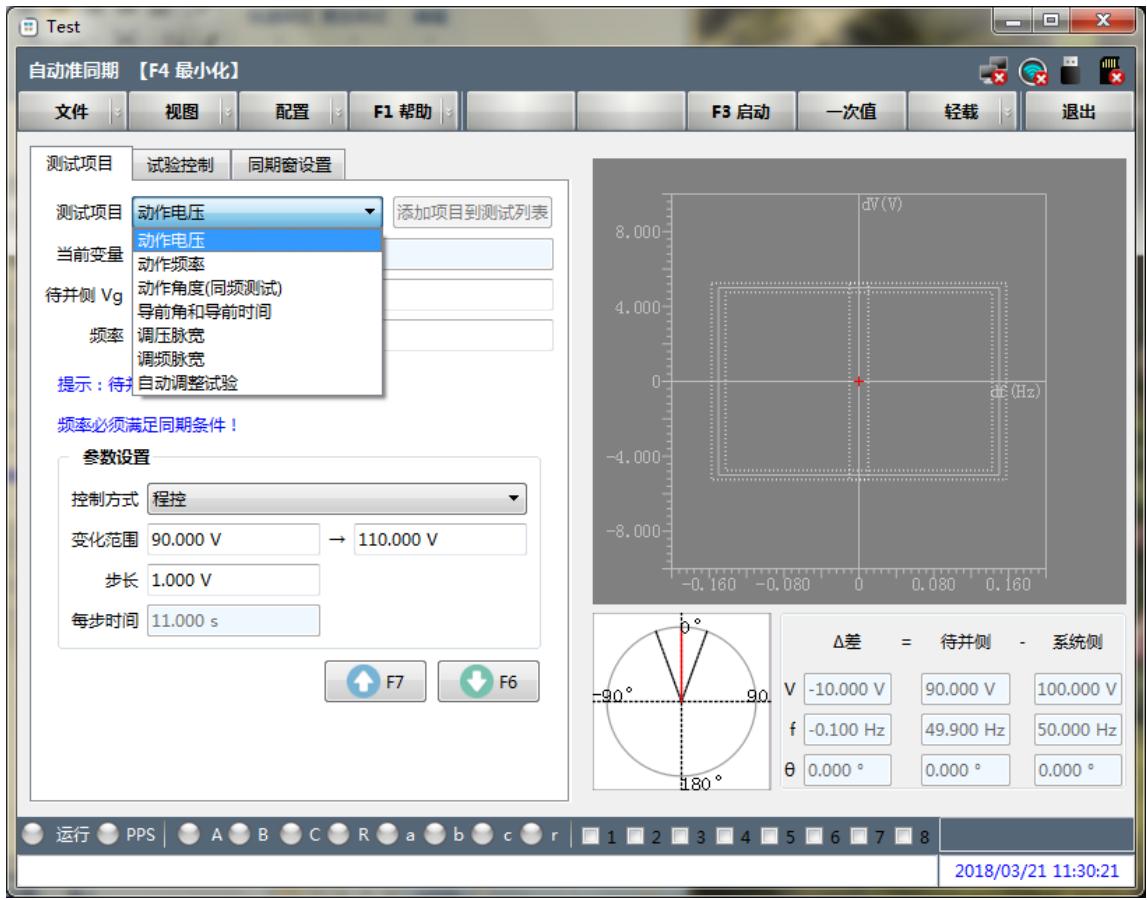 Test
自动准同期 【F4 最小化】
文件 视图 配置 F1 帮助 F3 启动 一次值 轻载 退出
测试项目 试验控制 同期窗设置
测试项目 动作电压 添加项目到测试列表
动作电压
当前变量
动作频率
动作角度(同频测试)
待并侧 Vg
导前角和导前时间
频率 调压脉宽
调频脉宽
提示：待
自动调整试验
频率必须满足同期条件！
参数设置
控制方式 程控
变化范围 90.000 V → 110.000 V
步长 1.000 V
每步时间 11.000 s
F7 F6
dV(V)
8.000
4.000
0
df(Hz)
-4.000
-8.000
-0.160 -0.080 0 0.080 0.160
0°
-90° 90
180°
Δ差 = 待并侧 - 系统侧
V -10.000 V 90.000 V 100.000 V
f -0.100 Hz 49.900 Hz 50.000 Hz
θ 0.000 ° 0.000 ° 0.000 °
运行 PPS A B C R a b c r 1 2 3 4 5 6 7 8
2018/03/21 11:30:21